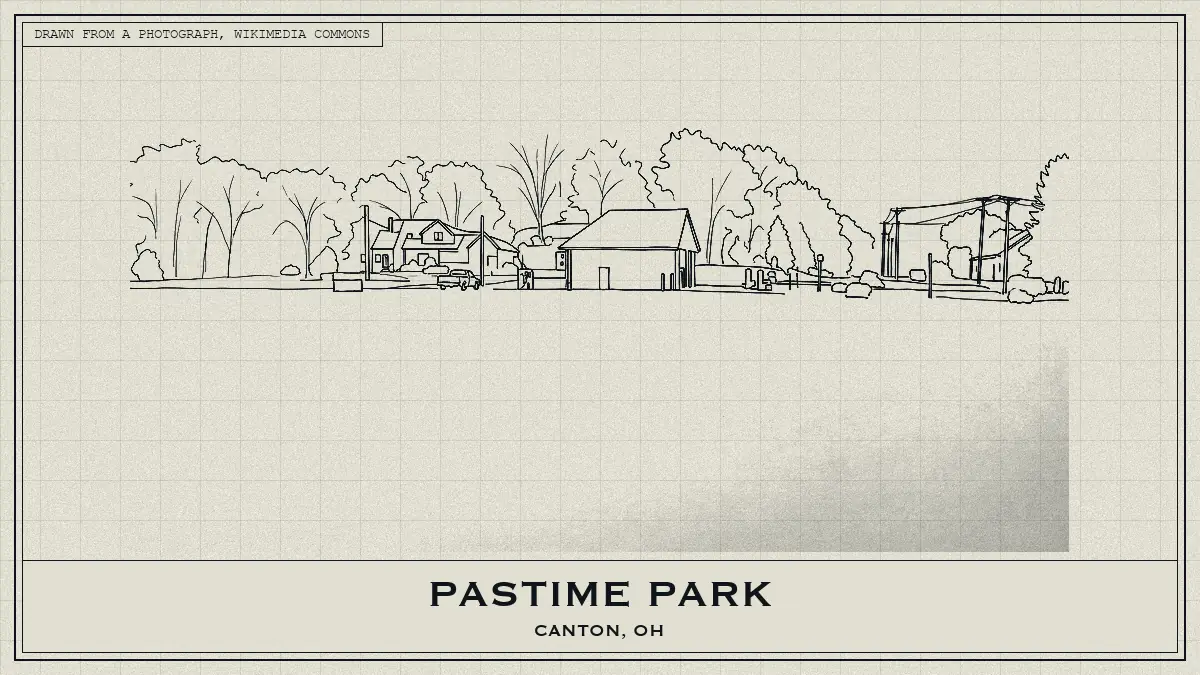 DRAWN FROM A PHOTOGRAPH, WIKIMEDIA COMMONS
PASTIME PARK
CANTON, OH